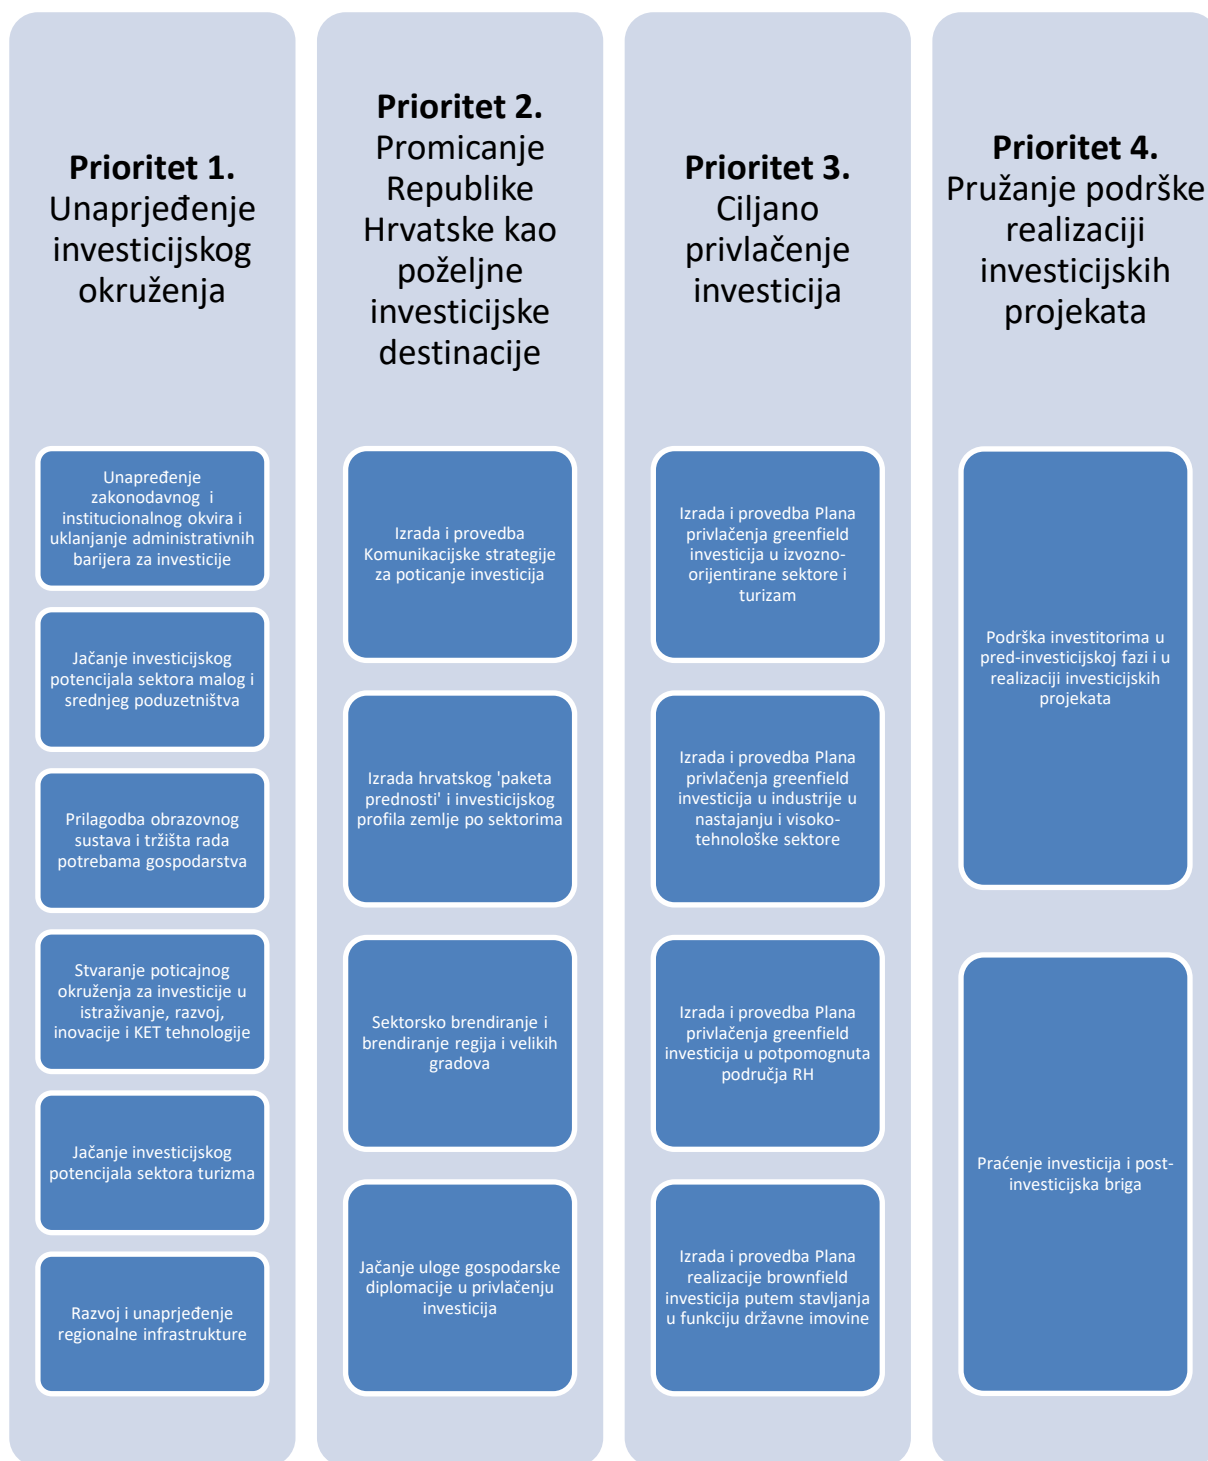 Prioritet 1.
Unaprjeđenje
investicijskog
okruženja
Unapređenje
zakonodavnog i
institucionalnog okvira i
uklanjanje administrativnih
barijera za investicije
Jačanje investicijskog
potencijala sektora malog i
srednjeg poduzetništva
Prilagodba obrazovnog
sustava i tržišta rada
potrebama gospodarstva
Stvaranje poticajnog
okruženja za investicije u
istraživanje, razvoj,
inovacije i KET tehnologije
Jačanje investicijskog
potencijala sektora turizma
Razvoj i unaprjeđenje
regionalne infrastrukture
Prioritet 2.
Promicanje
Republike
Hrvatske kao
poželjne
investicijske
destinacije
Izrada i provedba
Komunikacijske strategije
za poticanje investicija
Izrada hrvatskog 'paketa
prednosti' i investicijskog
profila zemlje po sektorima
Sektorsko brendiranje i
brendiranje regija i velikih
gradova
Jačanje uloge gospodarske
diplomacije u privlačenju
investicija
Prioritet 3.
Ciljano
privlačenje
investicija
Izrada i provedba Plana
privlačenja greenfield
investicija u izvozno-
orijentirane sektore i
turizam
Izrada i provedba Plana
privlačenja greenfield
investicija u industrije u
nastajanju i visoko-
tehnološke sektore
Izrada i provedba Plana
privlačenja greenfield
investicija u potpomognuta
područja RH
Izrada i provedba Plana
realizacije brownfield
investicija putem stavljanja
u funkciju državne imovine
Prioritet 4.
Pružanje podrške
realizaciji
investicijskih
projekata
Podrška investitorima u
pred-investicijskoj fazi i u
realizaciji investicijskih
projekata
Praćenje investicija i post-
investicijska briga